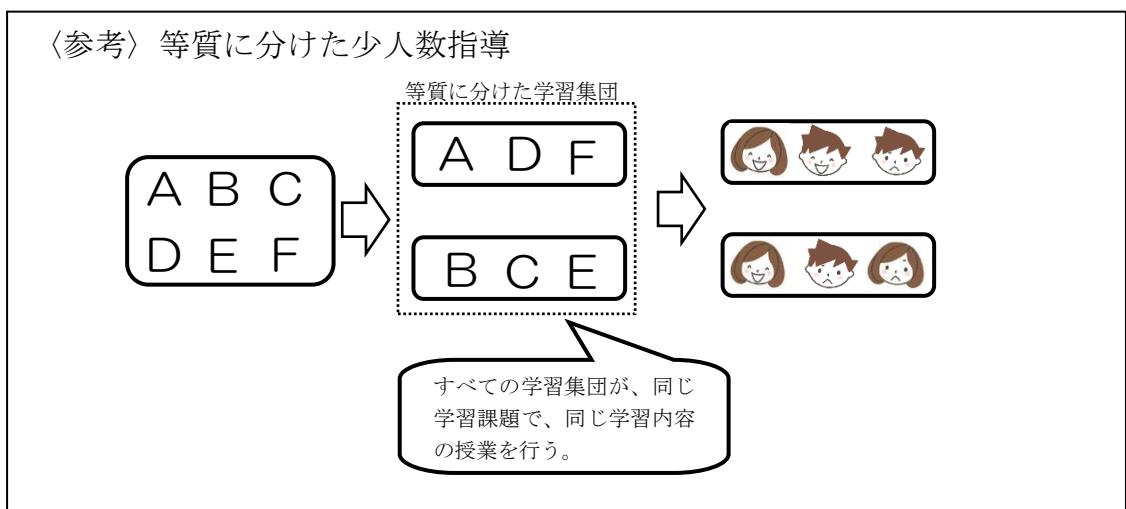 〈参考〉等質に分けた少人数指導
等質に分けた学習集団
A B C
D E F
A D F
B C E
すべての学習集団が、同じ
学習課題で、同じ学習内容
の授業を行う。